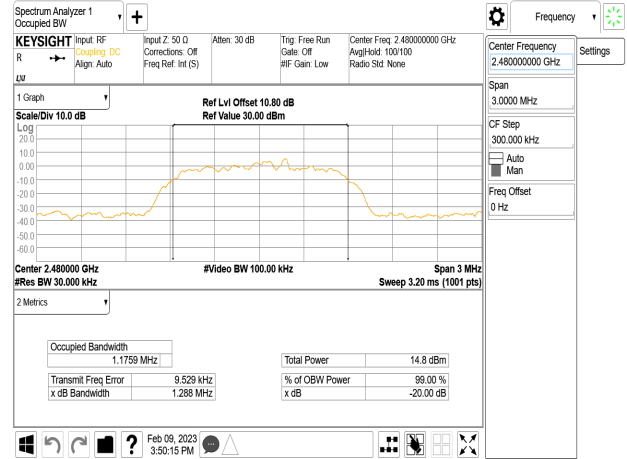 Spectrum Analyzer 1
Occupied BW
Frequency
KEYSIGHT
R
Input: RF
Coupling: DC
Align: Auto
Input Z: 50 Ω
Corrections: Off
Freq Ref: Int (S)
Atten: 30 dB
Trig: Free Run
Gate: Off
#IF Gain: Low
Center Freq: 2.480000000 GHz
Avg|Hold: 100/100
Radio Std: None
Center Frequency
2.480000000 GHz
Settings
Span
3.0000 MHz
CF Step
300.000 kHz
Auto
Man
Freq Offset
0 Hz
1 Graph
Scale/Div 10.0 dB
Ref Lvl Offset 10.80 dB
Ref Value 30.00 dBm
Log
20.0
10.0
0.00
-10.0
-20.0
-30.0
-40.0
-50.0
-60.0
Center 2.480000 GHz
#Video BW 100.00 kHz
Span 3 MHz
#Res BW 30.000 kHz
Sweep 3.20 ms (1001 pts)
2 Metrics
Occupied Bandwidth
1.1759 MHz
Total Power 14.8 dBm
Transmit Freq Error 9.529 kHz
% of OBW Power 99.00 %
x dB Bandwidth 1.288 MHz
x dB -20.00 dB
?
Feb 09, 2023
3:50:15 PM